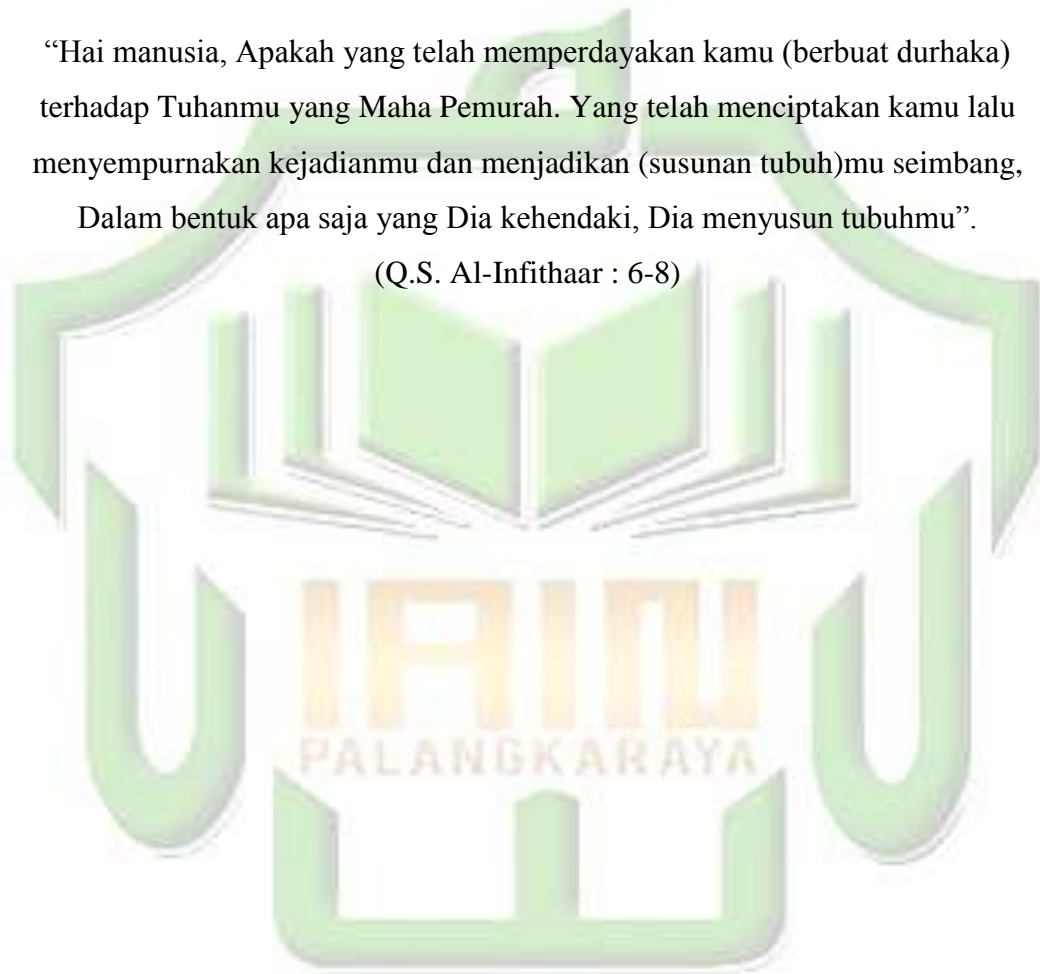 “Hai manusia, Apakah yang telah memperdayakan kamu (berbuat durhaka)
terhadap Tuhanmu yang Maha Pemurah. Yang telah menciptakan kamu lalu
menyempurnakan kejadianmu dan menjadikan (susunan tubuh)mu seimbang,
Dalam bentuk apa saja yang Dia kehendaki, Dia menyusun tubuhmu”.
(Q.S. Al-Infithaar : 6-8)
IAIN
PALANGKARAYA